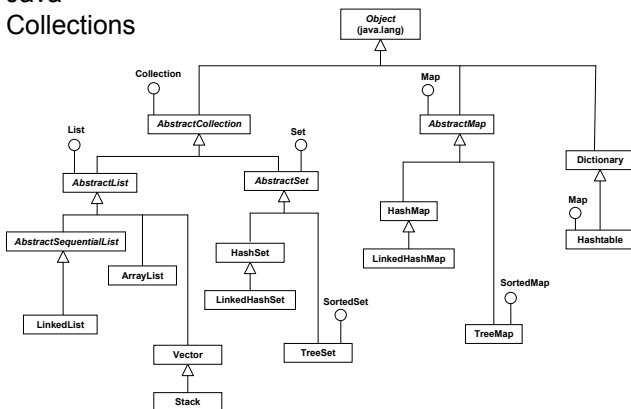 Java
Collections
Object
(java.lang)
Collection
Map
AbstractCollection
AbstractMap
List
Set
Dictionary
AbstractList
AbstractSet
HashMap
Map
Hashtable
AbstractSequentialList
HashSet
LinkedHashMap
ArrayList
LinkedHashSet
SortedSet
SortedMap
LinkedList
TreeMap
Vector
TreeSet
Stack